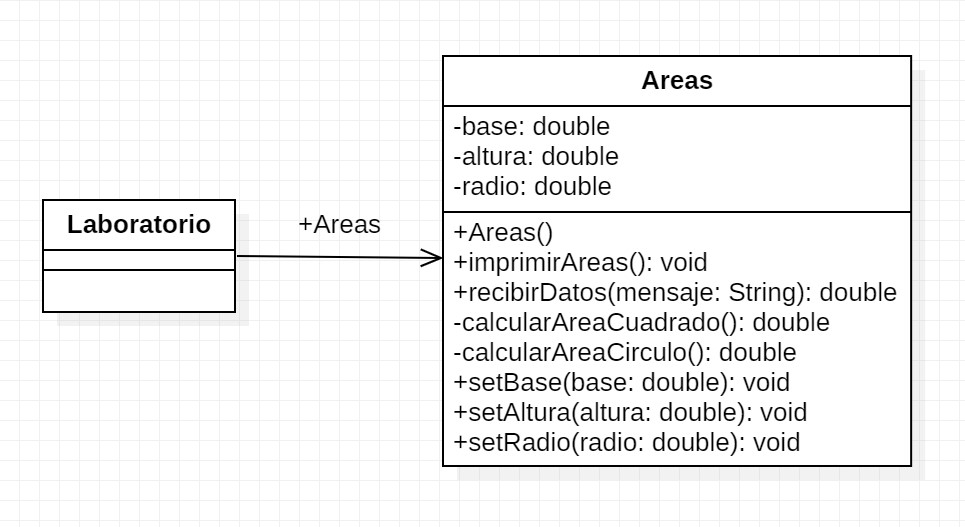 Laboratorio
+Areas
Areas
-base: double
-altura: double
-radio: double
+Areas()
+imprimirAreas(): void
+recibirDatos(mensaje: String): double
-calcularAreaCuadrado(): double
-calcularAreaCirculo(): double
+setBase(base: double): void
+setAltura(altura: double): void
+setRadio(radio: double): void